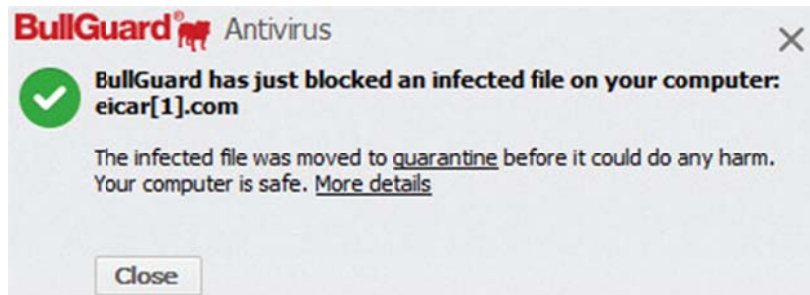 BullGuard® Antivirus
BullGuard has just blocked an infected file on your computer:
eicar[1].com
The infected file was moved to quarantine before it could do any harm.
Your computer is safe. More details
Close